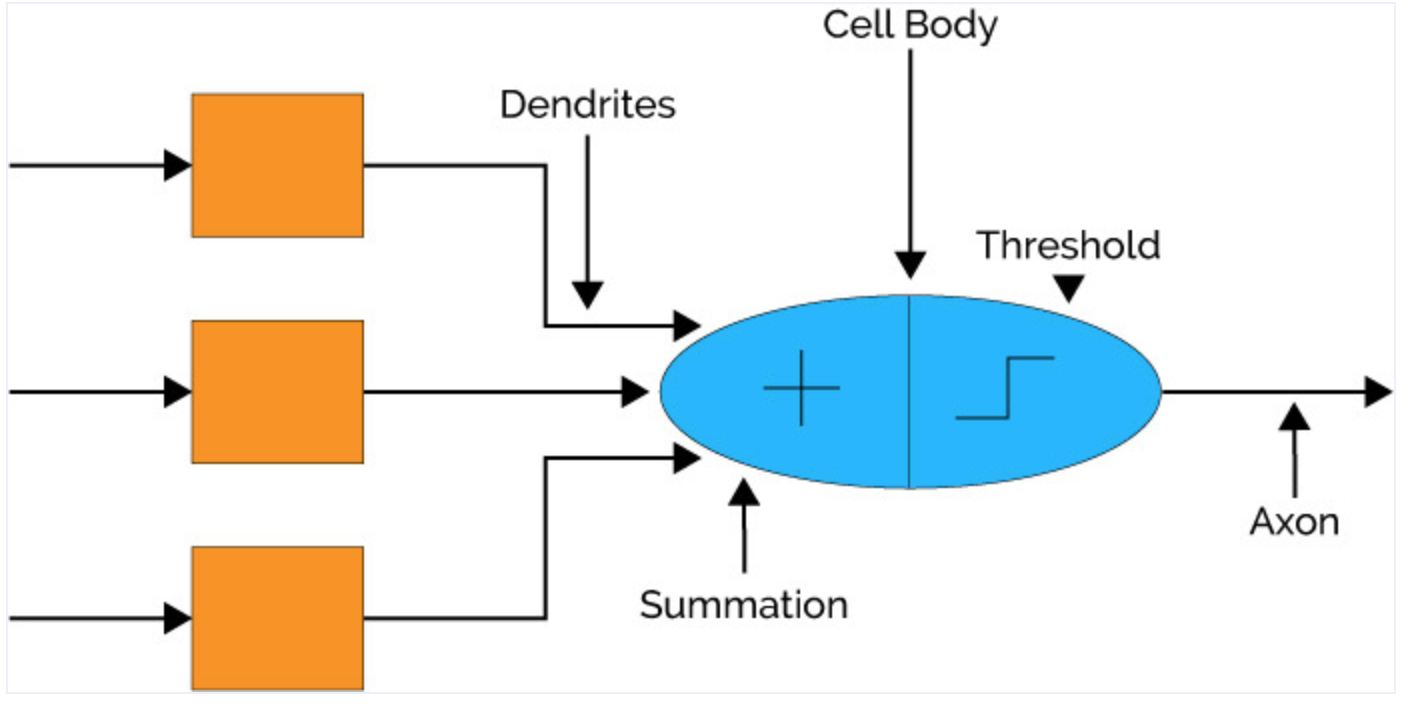 Cell Body
Dendrites
Threshold
Axon
Summation